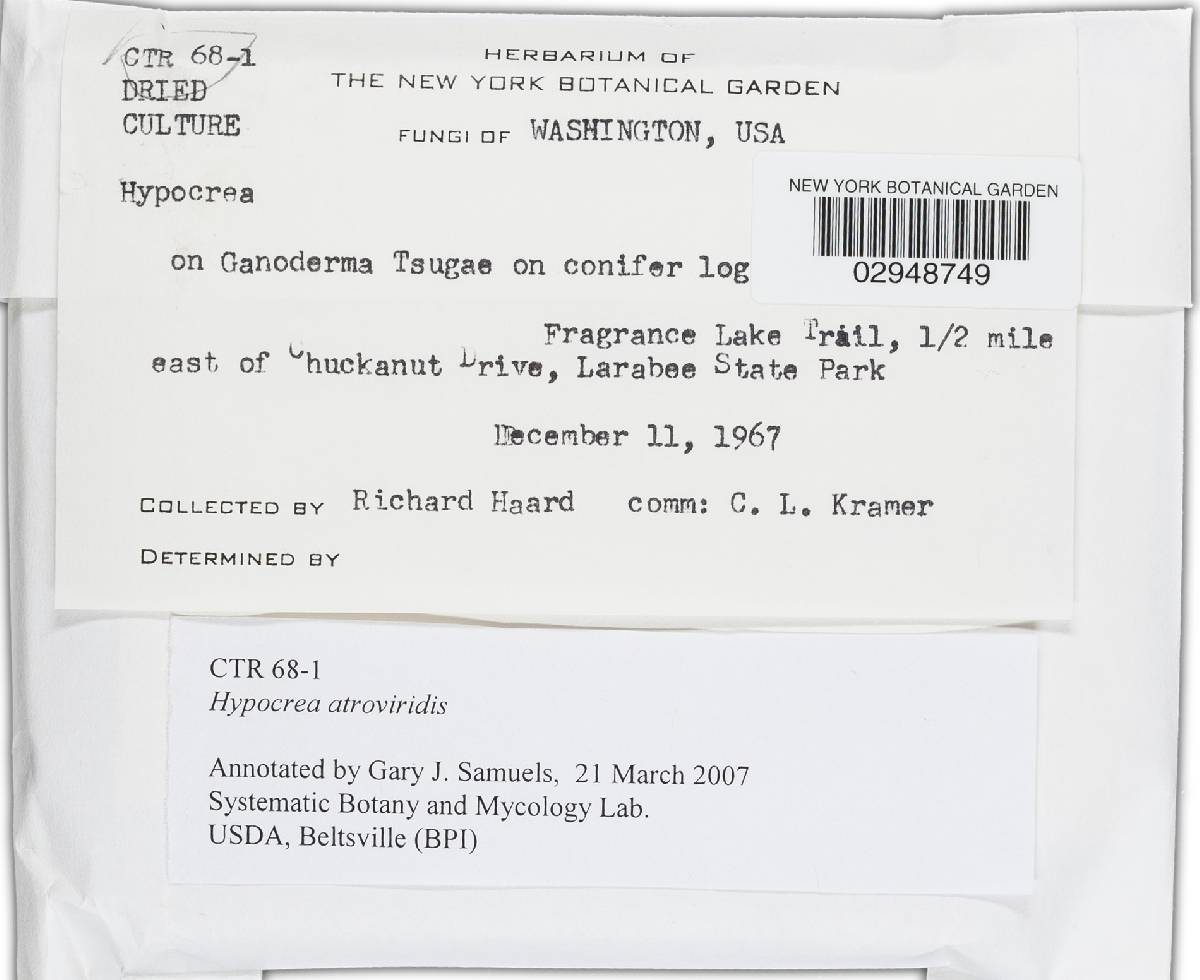 CTR 68-1
DRIED
CULTURE
HERBARIUM OF
THE NEW YORK BOTANICAL GARDEN
FUNGI OF WASHINGTON, USA
Hypocrea
NEW YORK BOTANICAL GARDEN
02948749
on Ganoderma Tsugae on conifer log
Fragrance Lake Trail, 1/2 mile
east of Chuckanut Drive, Larabee State Park
December 11, 1967
COLLECTED BY Richard Haard comm: C. L. Kramer
DETERMINED BY
CTR 68-1
Hypocrea atroviridis
Annotated by Gary J. Samuels, 21 March 2007
Systematic Botany and Mycology Lab.
USDA, Beltsville (BPI)